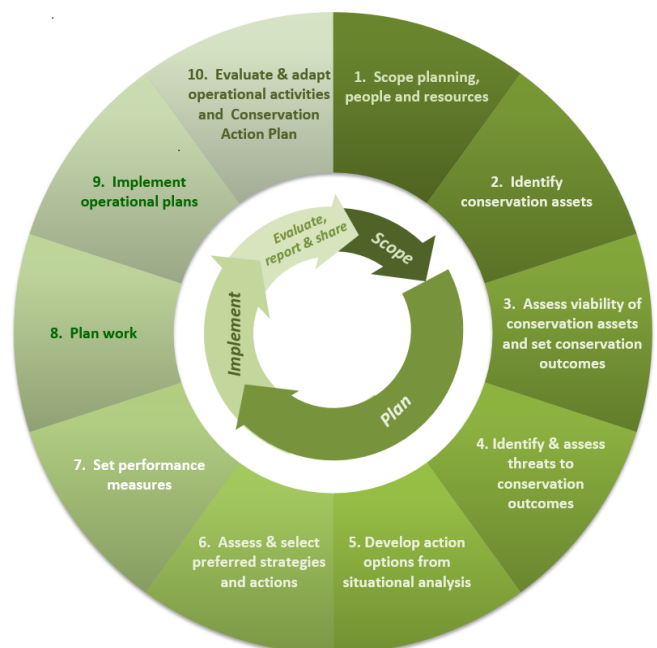 1. Scope planning,
people and resources
2. Identify
conservation assets
3. Assess viability of
conservation assets
and set conservation
outcomes
4. Identify & assess
threats to
conservation
outcomes
5. Develop action
options from
situational analysis
6. Assess & select
preferred strategies
and actions
7. Set performance
measures
8. Plan work
9. Implement
operational plans
10. Evaluate & adapt
operational activities
and Conservation
Action Plan
Scope
Plan
Implement
Evaluate,
report & share